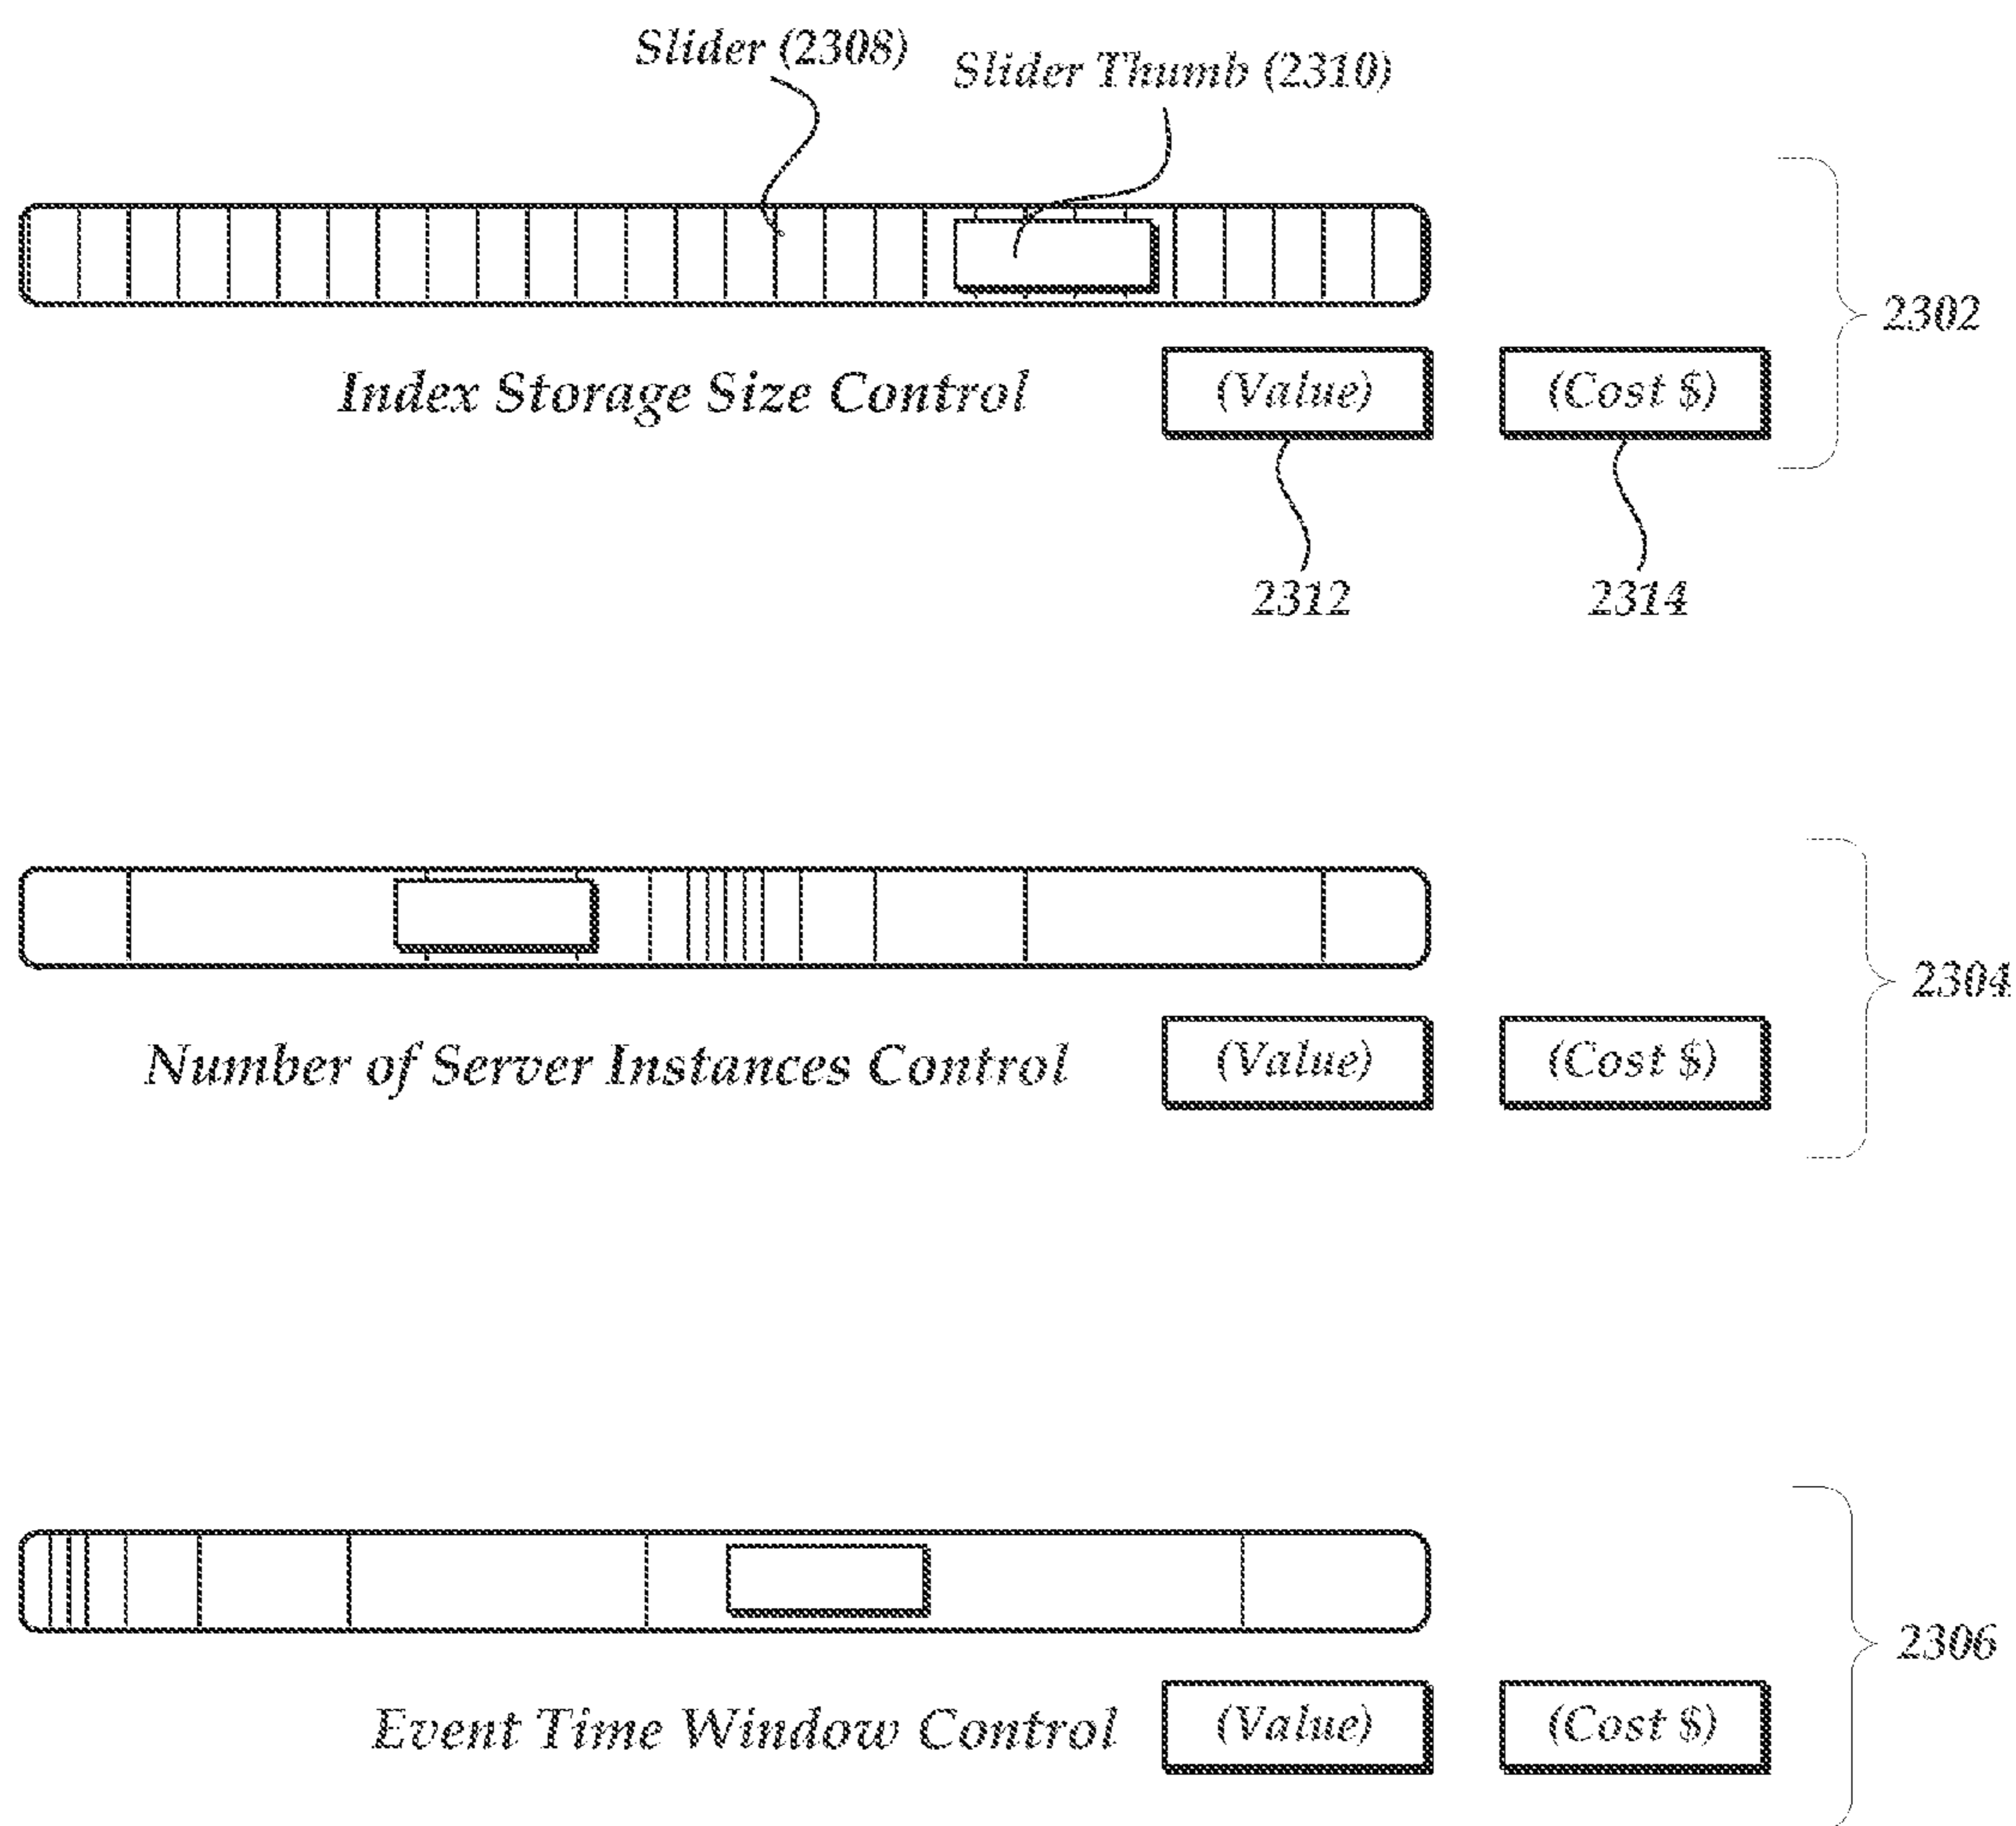 Slider (2308)
Slider Thumb (2310)
2302
Index Storage Size Control
(Value)
(Cost $)
2312
2314
2304
Number of Server Instances Control
(Value)
(Cost $)
2306
Event Time Window Control
(Value)
(Cost $)